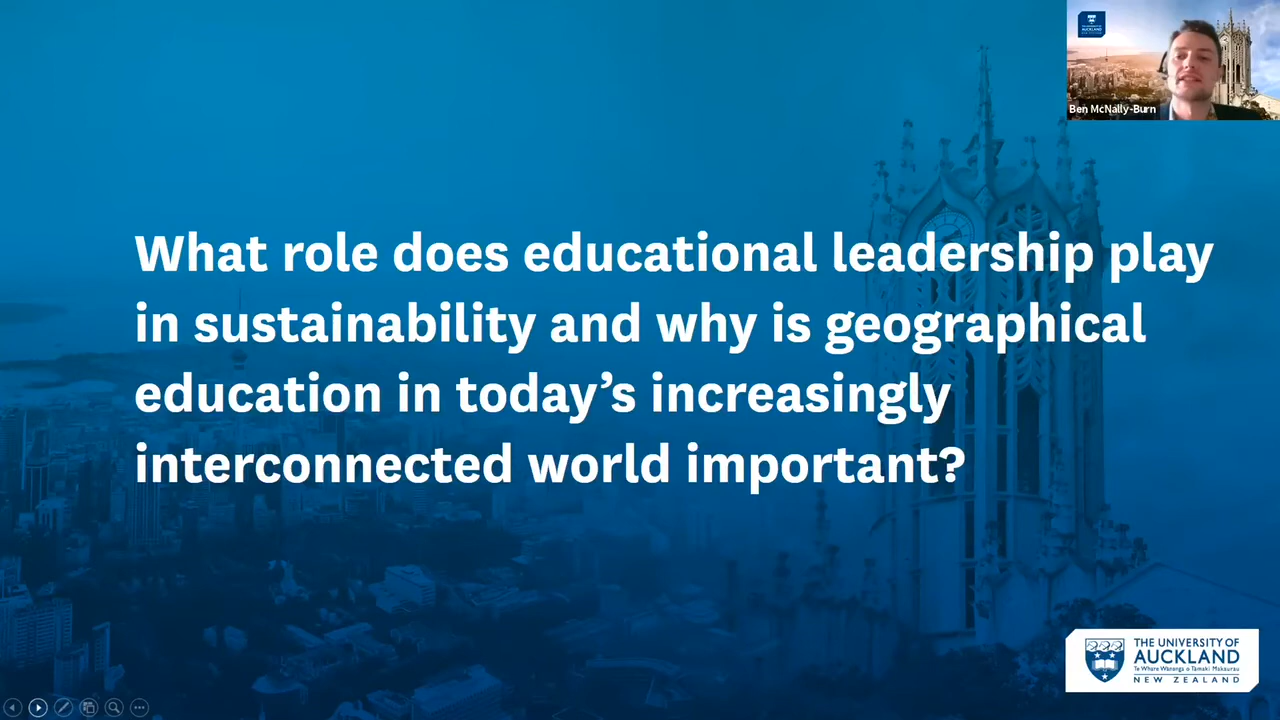 AUCKLAND
Ben McNally-Burn
What role does educational leadership play
in sustainability and why is geographical
education in today’s increasingly
interconnected world important?
THE UNIVERSITY OF
AUCKLAND
Te Whare Wānanga o Tāmaki Makaurau
NEW ZEALAND